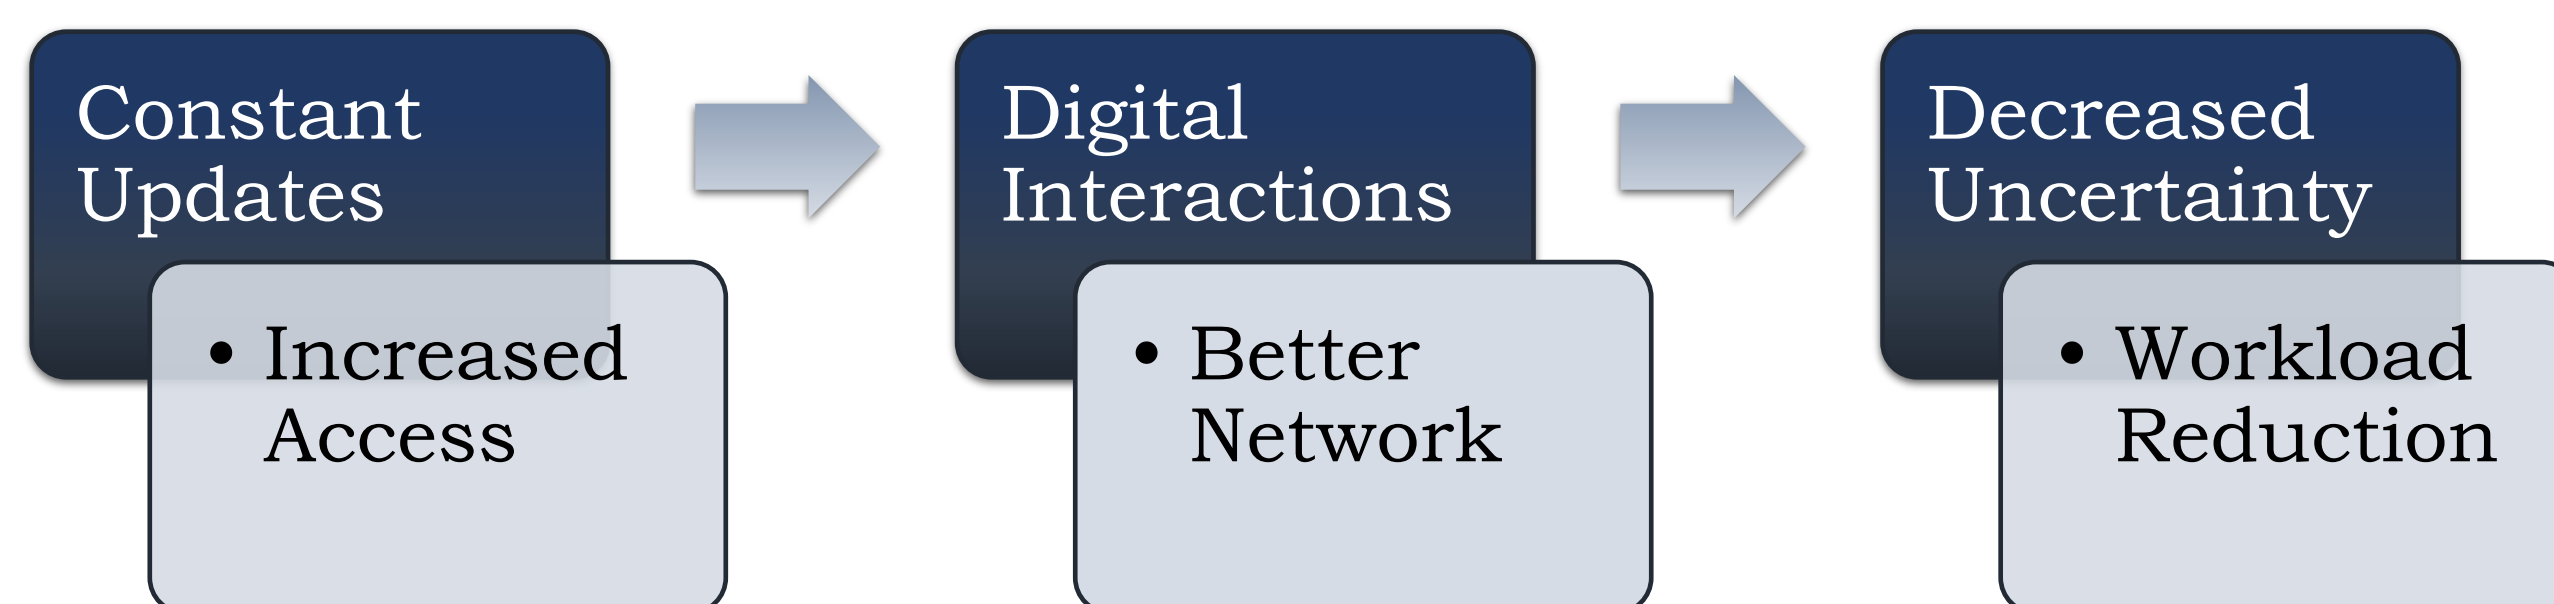 Constant
Updates
• Increased
Access
Digital
Interactions
• Better
Network
Decreased
Uncertainty
• Workload
Reduction